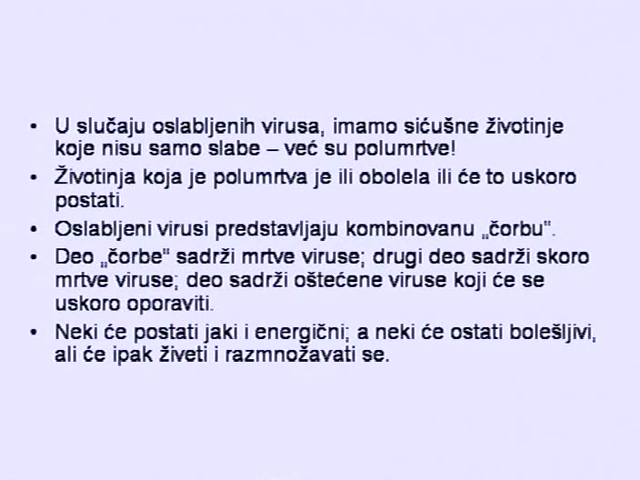 • U slučaju oslabljenih virusa, imamo sićušne životinje
koje nisu samo slabe – već su polumrtve!
• Životinja koja je polumrtva je ili obolela ili će to uskoro
postati.
• Oslabljeni virusi predstavljaju kombinovanu „čorbu".
• Deo „čorbe" sadrži mrtve viruse; drugi deo sadrži skoro
mrtve viruse; deo sadrži oštećene viruse koji će se
uskoro oporaviti.
• Neki će postati jaki i energični; a neki će ostati bolešljivi,
ali će ipak živeti i razmnožavati se.